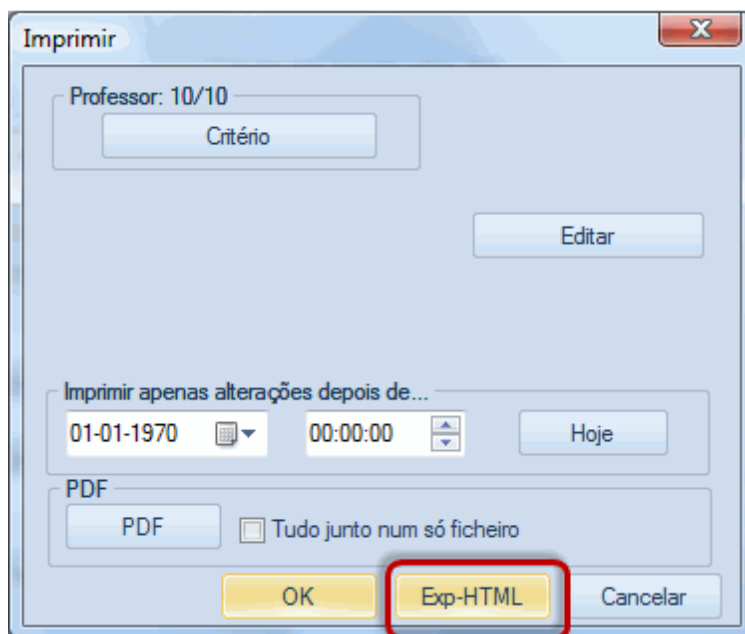 Imprimir
Professor: 10/10
Critério
Editar
Imprimir apenas alterações depois de...
01-01-1970 00:00:00 Hoje
PDF
PDF Tudo junto num só ficheiro
OK Exp-HTML Cancelar